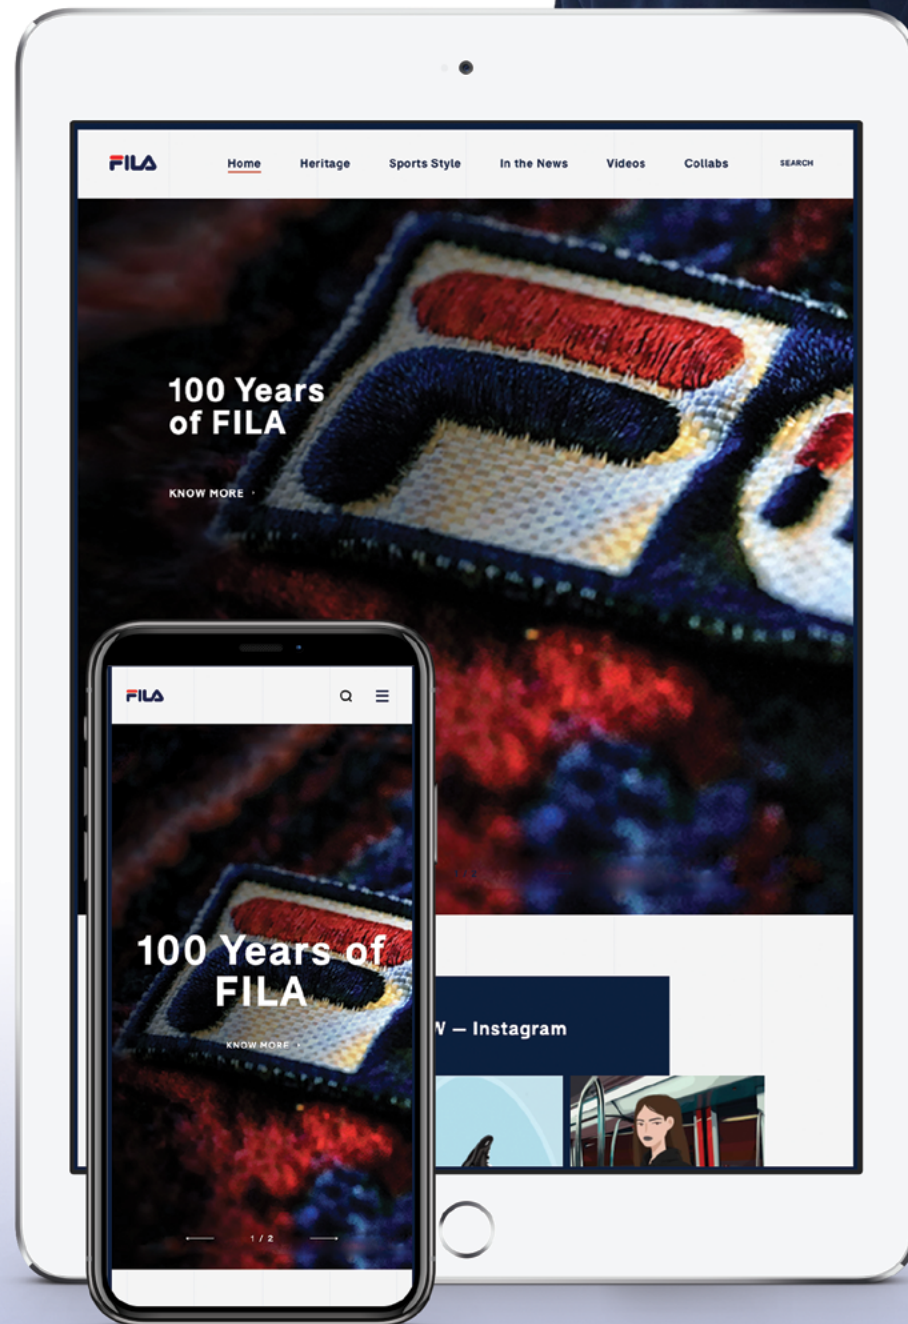 FILA
Home Heritage Sports Style In the News Videos Collabs SEARCH
100 Years
of FILA
KNOW MORE
— Instagram
FILA
100 Years of
FILA
KNOW MORE
1 / 2